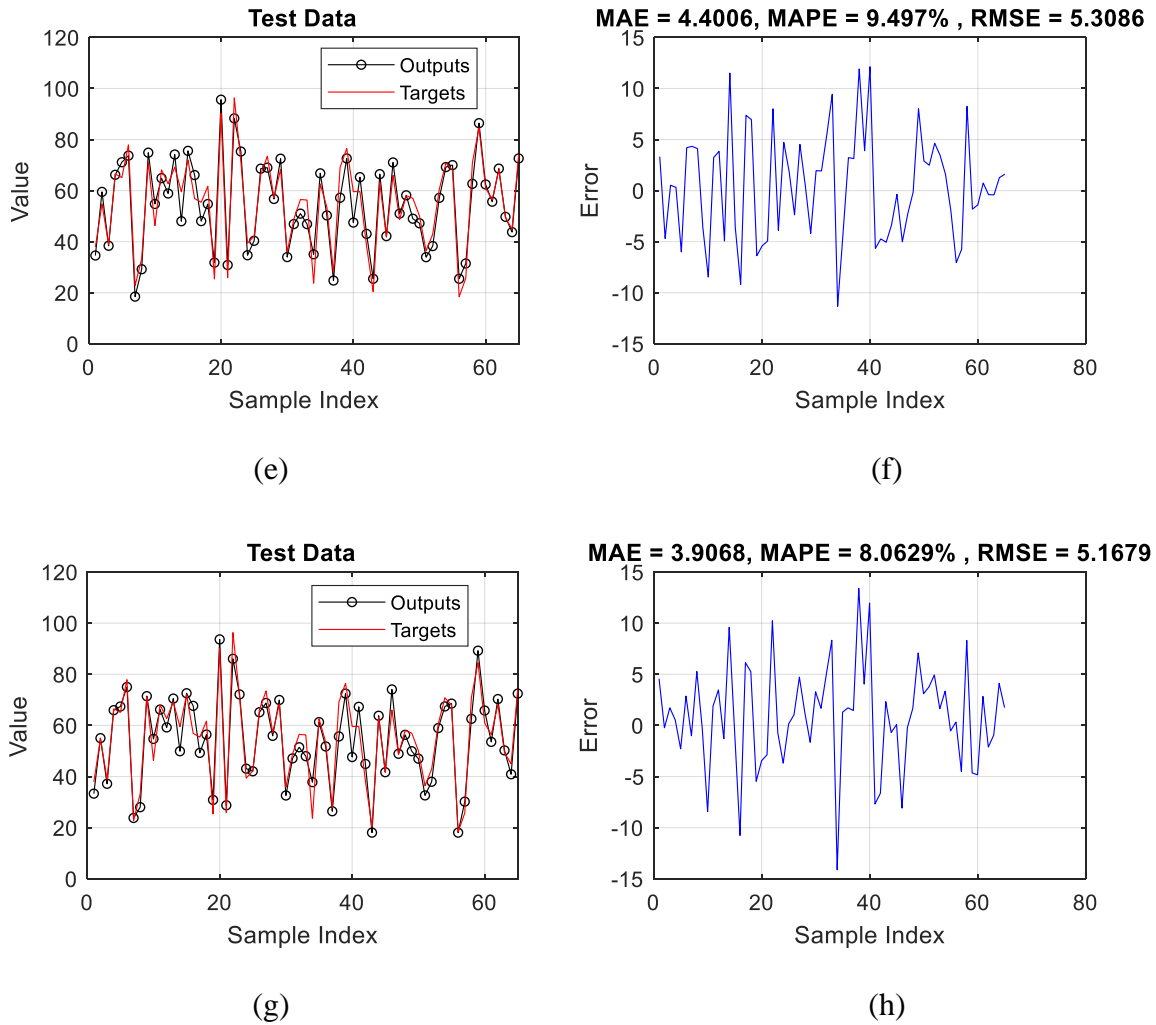 Test Data
MAE = 4.4006, MAPE = 9.497% , RMSE = 5.3086
120
100
80
60
40
20
0
Value
Outputs
Targets
0
20
40
60
Sample Index
15
10
5
0
-5
-10
-15
Error
0
20
40
60
80
Sample Index
(e)
(f)
Test Data
MAE = 3.9068, MAPE = 8.0629% , RMSE = 5.1679
120
100
80
60
40
20
0
Value
Outputs
Targets
0
20
40
60
Sample Index
15
10
5
0
-5
-10
-15
Error
0
20
40
60
80
Sample Index
(g)
(h)